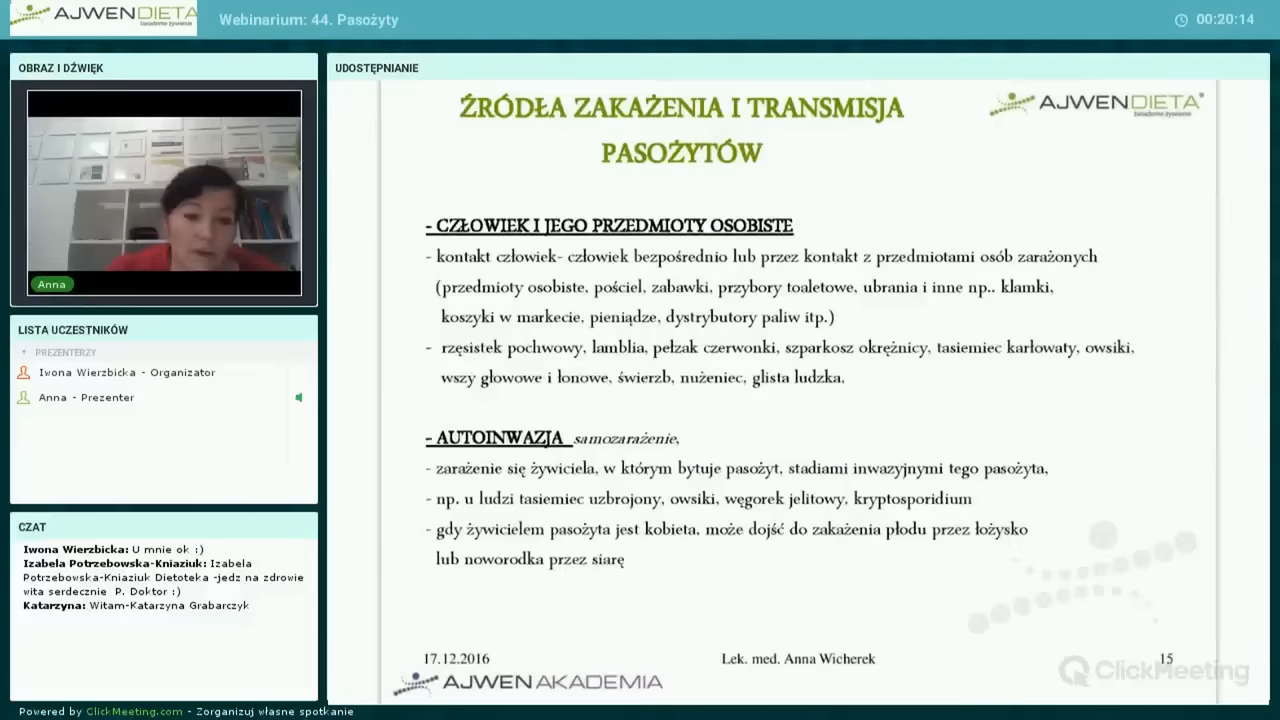 AJWENDIETA
świadome żywienie
Webinarium: 44. Pasożyty
00:20:14
OBRAZ I DŹWIĘK
Anna
LISTA UCZESTNIKÓW
PREZENTERZY
Iwona Wierzbicka - Organizator
Anna - Prezenter
CZAT
Iwona Wierzbicka: U mnie ok :)
Izabela Potrzebowska-Kniaziuk: Izabela
Potrzebowska-Kniaziuk Dietoteka -jedz na zdrowie
wita serdecznie P. Doktor :)
Katarzyna: Witam-Katarzyna Grabarczyk
UDOSTĘPNIANIE
ŹRÓDŁA ZAKAŻENIA I TRANSMISJA
PASOŻYTÓW
AJWENDIETA
świadome żywienie
- CZŁOWIEK I JEGO PRZEDMIOTY OSOBISTE
- kontakt człowiek- człowiek bezpośrednio lub przez kontakt z przedmiotami osób zarażonych
(przedmioty osobiste, pościel, zabawki, przybory toaletowe, ubrania i inne np.. klamki,
koszyki w markecie, pieniądze, dystrybutory paliw itp.)
- rzęsistek pochwowy, lamblia, pełzak czerwonki, szparkosz okrężnicy, tasiemiec karłowaty, owsiki,
wszy głowowe i łonowe, świerzb, nużeniec, glista ludzka,
- AUTOINWAZJA samozarażenie,
- zarażenie się żywiciela, w którym bytuje pasożyt, stadiami inwazyjnymi tego pasożyta,
- np. u ludzi tasiemiec uzbrojony, owsiki, węgorek jelitowy, kryptosporidium
- gdy żywicielem pasożyta jest kobieta, może dojść do zakażenia płodu przez łożysko
lub noworodka przez siarę
17.12.2016
Lek. med. Anna Wicherek
15
AJWEN AKADEMIA
ClickMeeting
Powered by ClickMeeting.com - Zorganizuj własne spotkanie